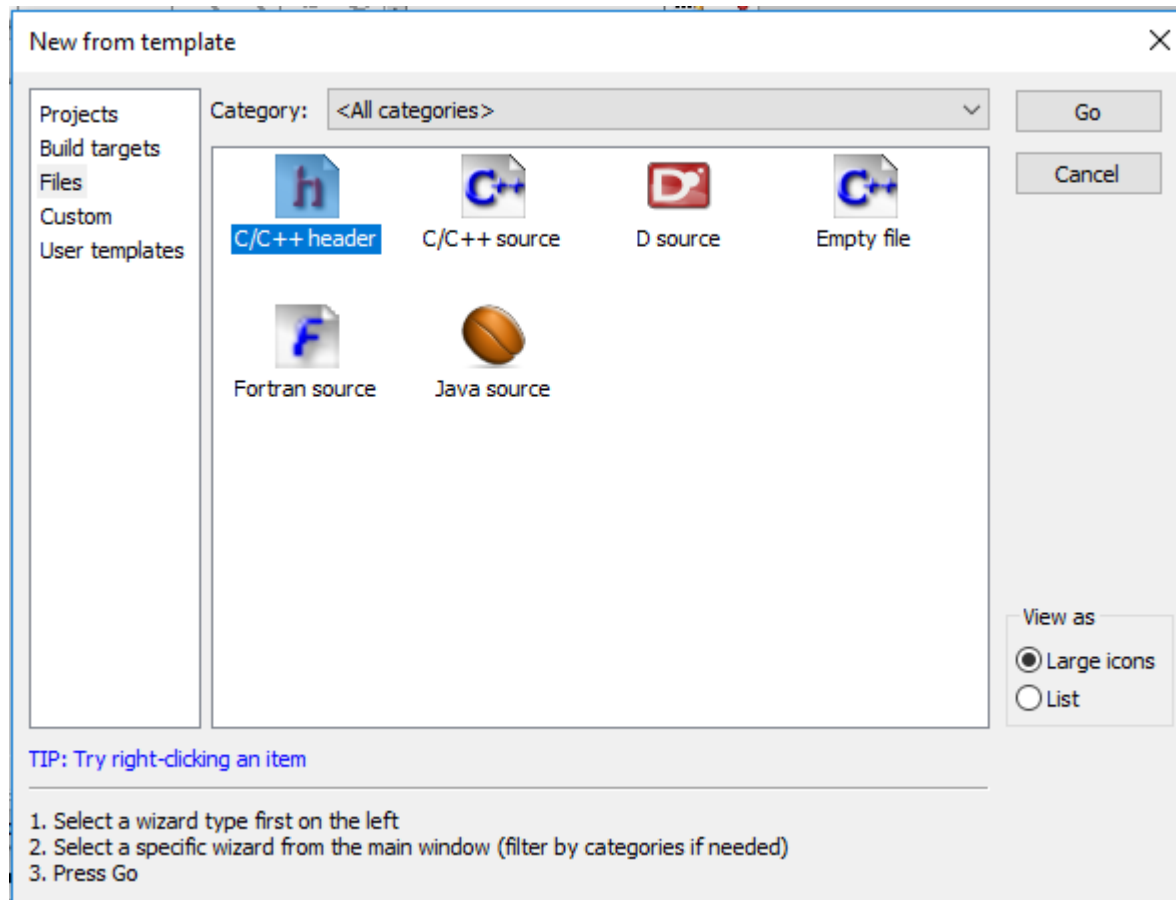 New from template
Projects
Build targets
Files
Custom
User templates
Category: <All categories>
Go
Cancel
h
C++
D
C++
C/C++ header
C/C++ source
D source
Empty file
F
Fortran source
Java source
View as
Large icons
List
TIP: Try right-clicking an item
1. Select a wizard type first on the left
2. Select a specific wizard from the main window (filter by categories if needed)
3. Press Go